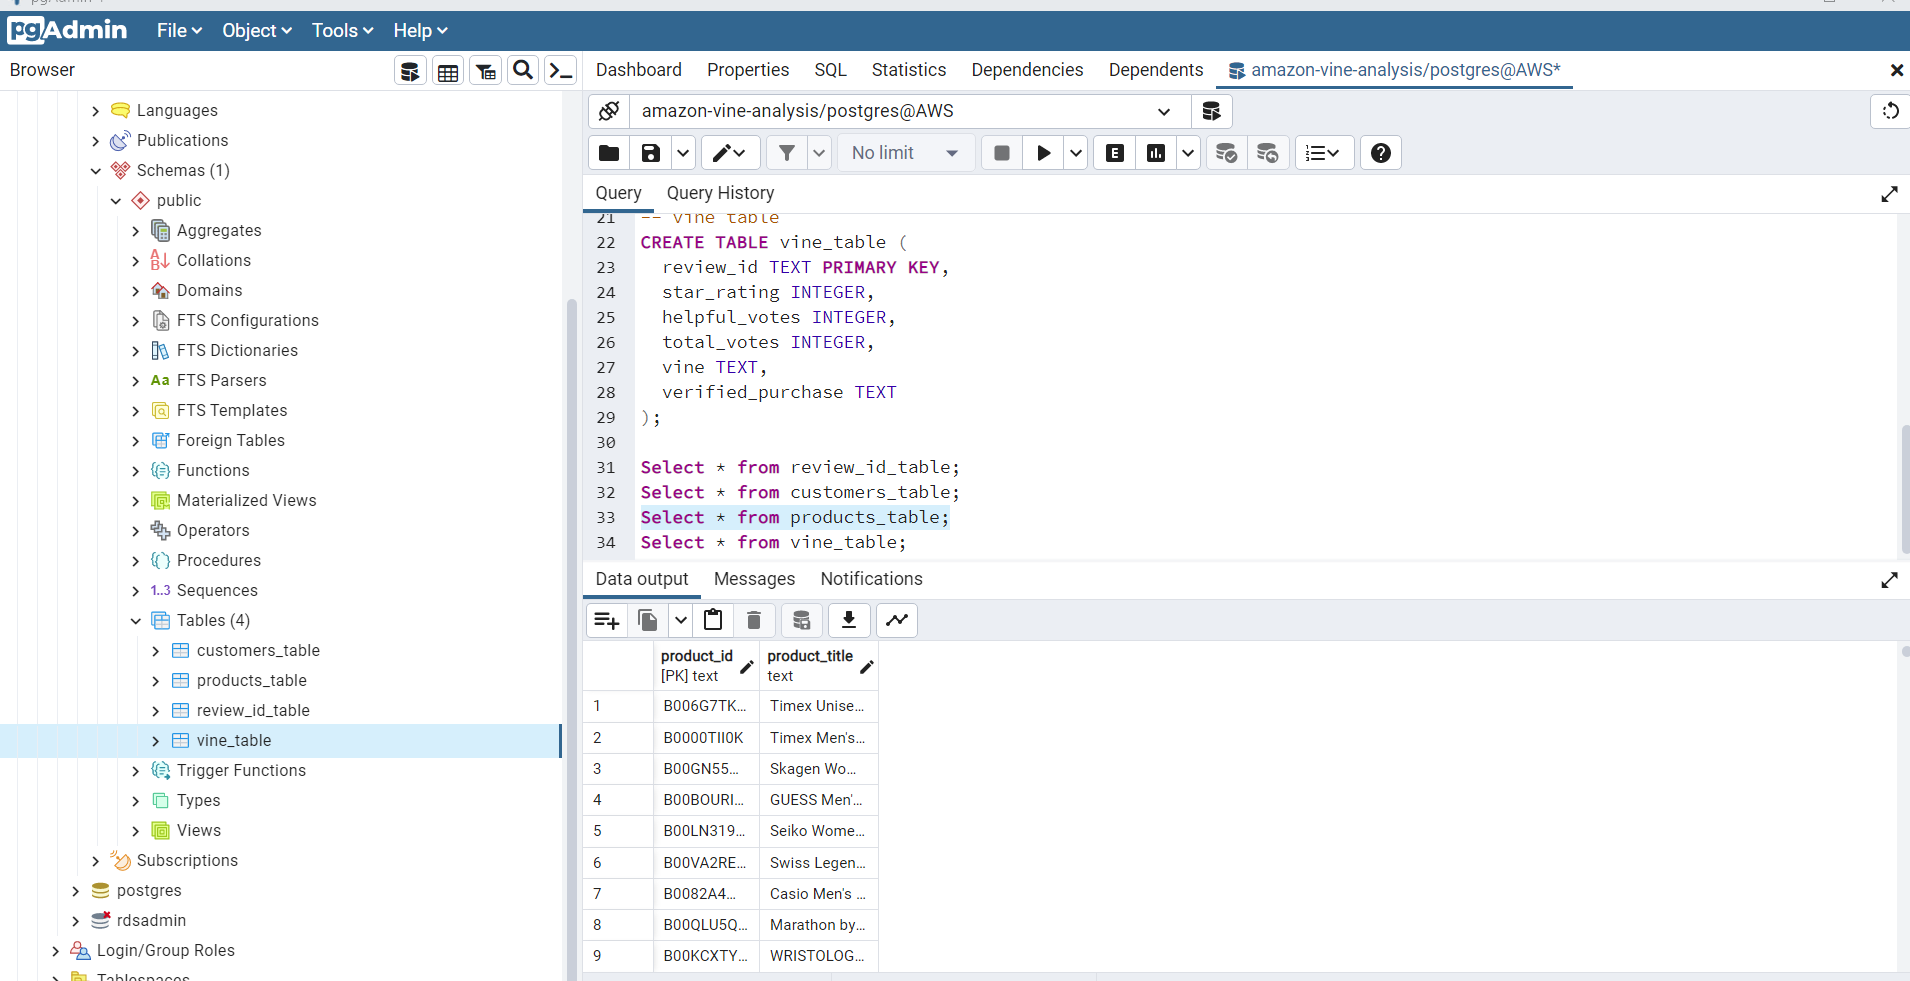 pgAdmin 4
pgAdmin File Object Tools Help
Browser
Dashboard Properties SQL Statistics Dependencies Dependents amazon-vine-analysis/postgres@AWS*
amazon-vine-analysis/postgres@AWS
No limit
E
Query Query History
Languages
Publications
Schemas (1)
public
Aggregates
Collations
Domains
FTS Configurations
FTS Dictionaries
Aa FTS Parsers
FTS Templates
Foreign Tables
Functions
Materialized Views
Operators
Procedures
1..3 Sequences
Tables (4)
customers_table
products_table
review_id_table
vine_table
Trigger Functions
Types
Views
Subscriptions
postgres
rdsadmin
Login/Group Roles
Tablespaces
21 -- vine table
22 CREATE TABLE vine_table (
23 review_id TEXT PRIMARY KEY,
24 star_rating INTEGER,
25 helpful_votes INTEGER,
26 total_votes INTEGER,
27 vine TEXT,
28 verified_purchase TEXT
29 );
30
31 Select * from review_id_table;
32 Select * from customers_table;
33 Select * from products_table;
34 Select * from vine_table;
Data output Messages Notifications
product_id product_title
[PK] text text
1 B006G7TK... Timex Unise...
2 B0000TII0K Timex Men's...
3 B00GN55... Skagen Wo...
4 B00BOURI... GUESS Men'...
5 B00LN319... Seiko Wome...
6 B00VA2RE... Swiss Legen...
7 B0082A4... Casio Men's ...
8 B00QLU5Q... Marathon by...
9 B00KCXTY... WRISTOLOG...